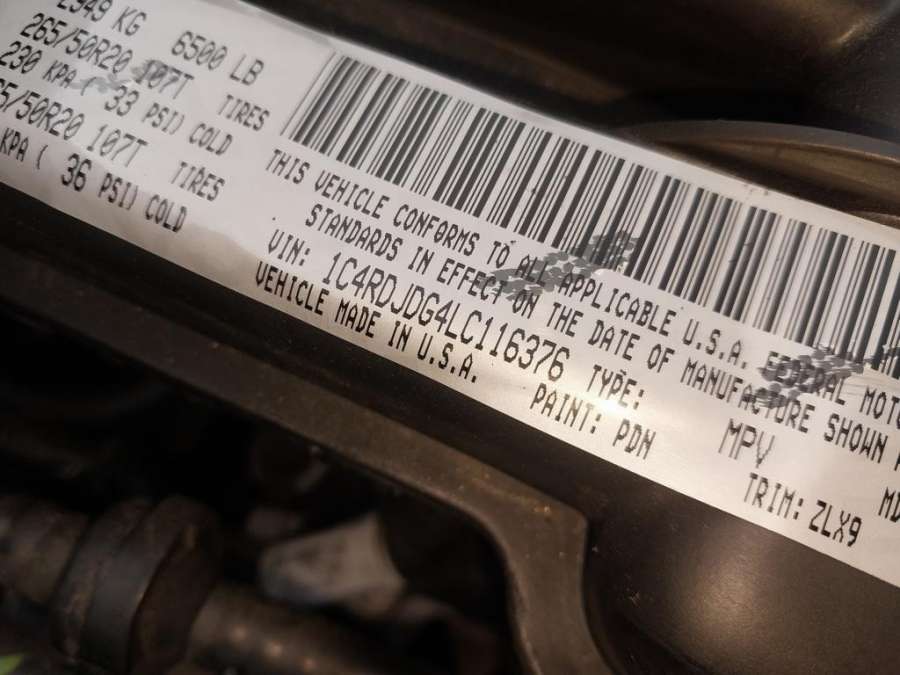 2949 KG 6500 LB
265/50R20 107T TIRES
230 KPA ( 33 PSI) COLD
5/50R20 107T TIRES
KPA ( 36 PSI) COLD
THIS VEHICLE CONFORMS TO ALL APPLICABLE U.S.A. FEDERAL MOTO
STANDARDS IN EFFECT ON THE DATE OF MANUFACTURE SHOWN
VIN: 1C4RDJDG4LC116376 TYPE: MPV
VEHICLE MADE IN U.S.A. PAINT: PDN TRIM: ZLX9